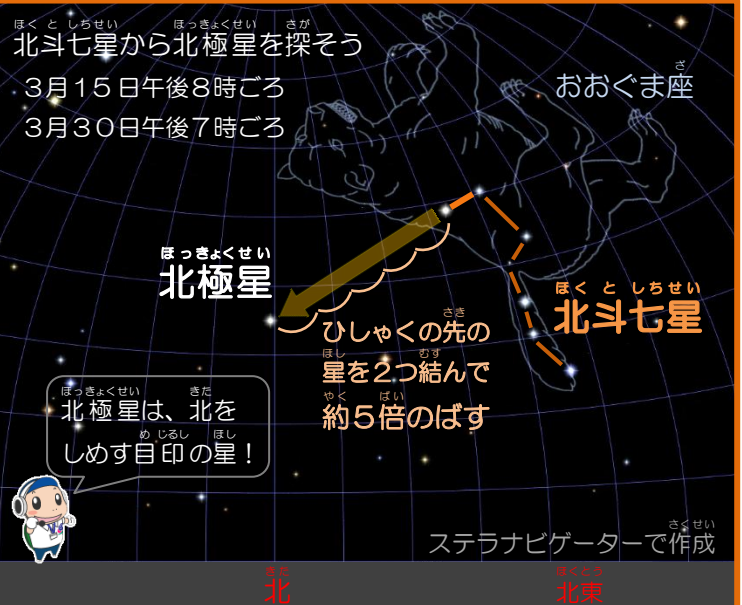 ほくとしちせい ほっきょくせい さが
北斗七星から北極星を探そう
３月１５日午後８時ごろ
３月３０日午後７時ごろ
ざ
おおぐま座
ほっきょくせい
北極星
ほくとしちせい
北斗七星
さき
ひしゃくの先の
ほし むす
星を２つ結んで
やく ばい
約５倍のばす
ほっきょくせい きた
北極星は、北を
めじるし ほし
しめす目印の星！
さくせい
ステラナビゲーターで作成
きた
北
ほくとう
北東